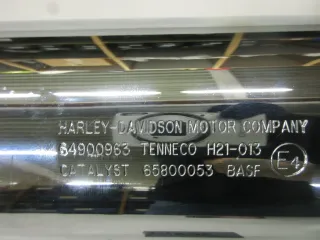 HARLEY-DAVIDSON MOTOR COMPANY
64900963 TENNECO H21-013
CATALYST 65800053 BASF
E4